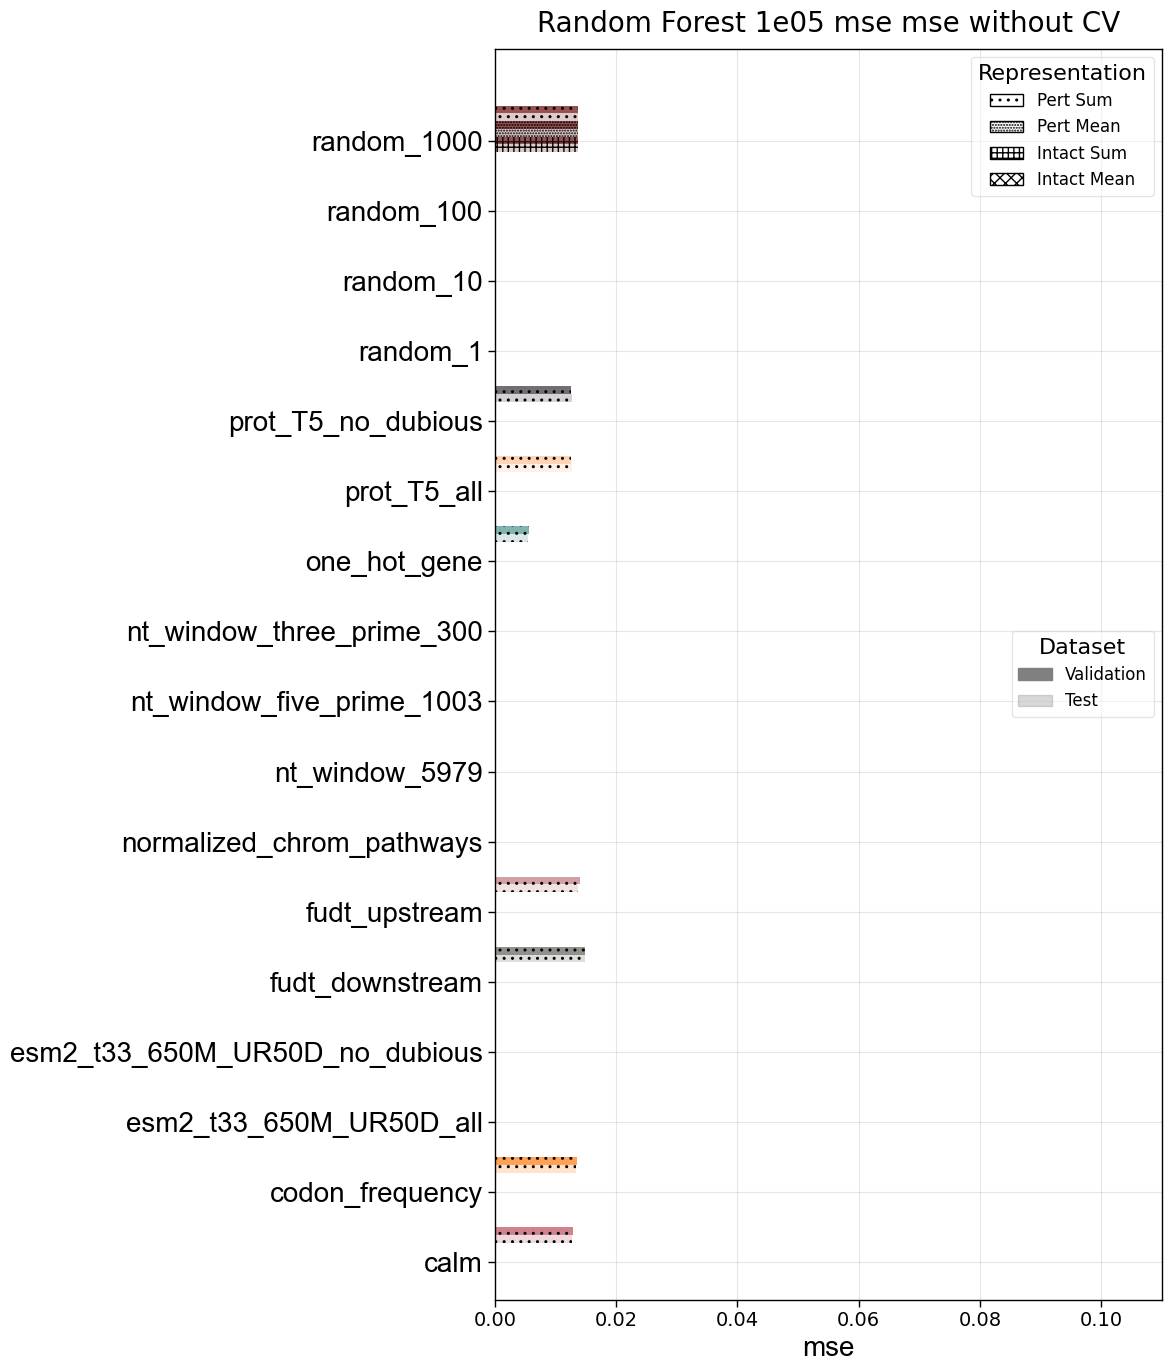 Random Forest 1e05 mse mse without CV
Representation
Pert Sum
Pert Mean
Intact Sum
Intact Mean
random_1000
random_100
random_10
random_1
prot_T5_no_dubious
prot_T5_all
one_hot_gene
nt_window_three_prime_300
Dataset
Validation
Test
nt_window_five_prime_1003
nt_window_5979
normalized_chrom_pathways
fudt_upstream
fudt_downstream
esm2_t33_650M_UR50D_no_dubious
esm2_t33_650M_UR50D_all
codon_frequency
calm
0.00 0.02 0.04 0.06 0.08 0.10
mse